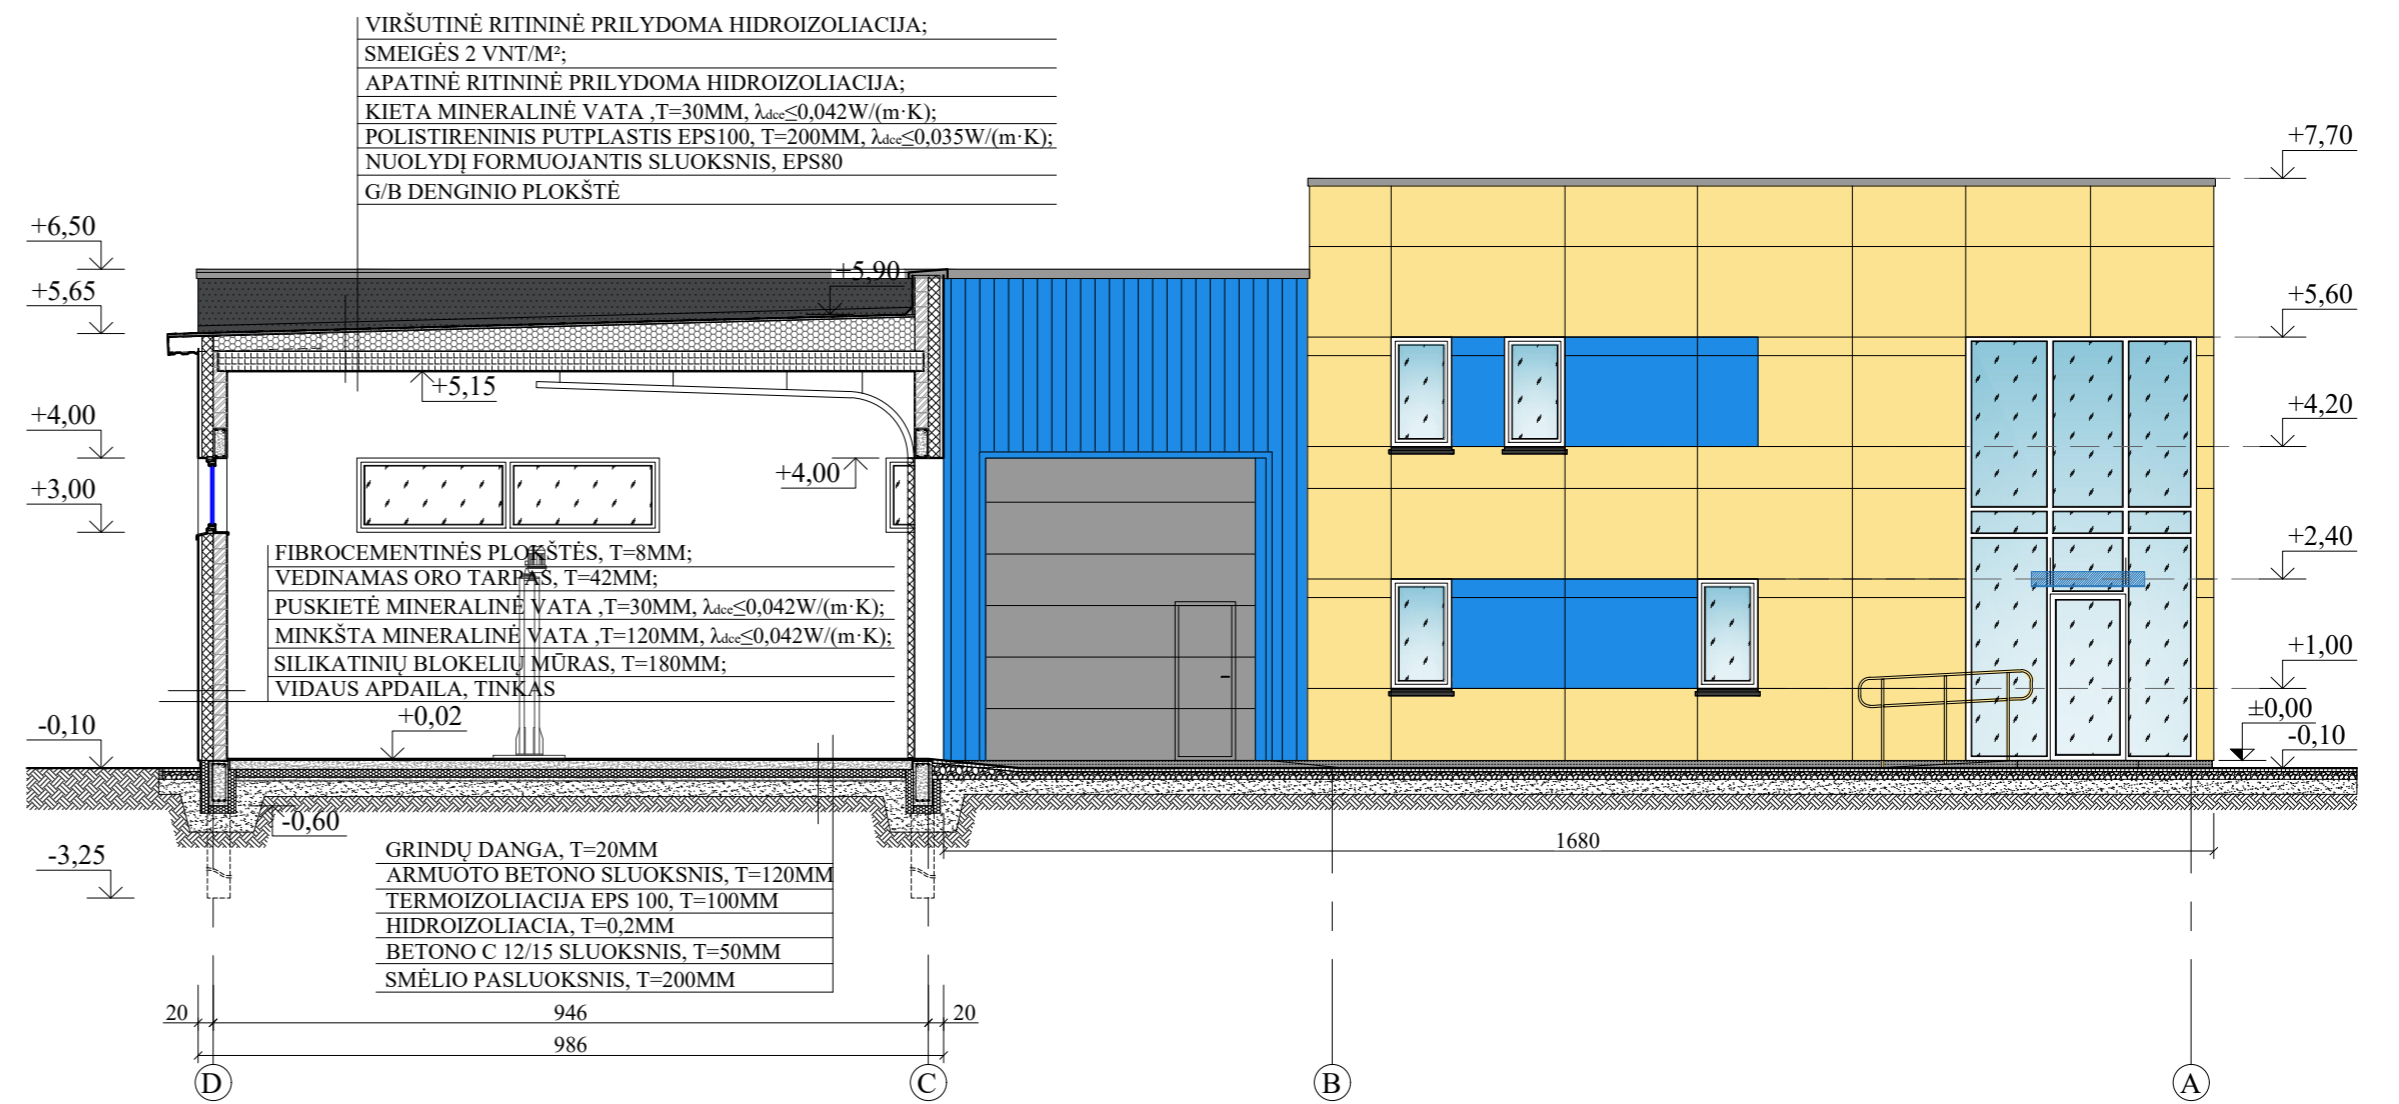 VIRŠUTINĖ RITININĖ PRILYDOMA HIDROIZOLIACIJA;
SMEIGĖS 2 VNT/M²;
APATINĖ RITININĖ PRILYDOMA HIDROIZOLIACIJA;
KIETA MINERALINĖ VATA ,T=30MM, λdce≤0,042W/(m·K);
POLISTIRENINIS PUTPLASTIS EPS100, T=200MM, λdce≤0,035W/(m·K);
NUOLYDĮ FORMUOJANTIS SLUOKSNIS, EPS80
G/B DENGINIO PLOKŠTĖ
+6,50
+5,65
+4,00
+3,00
-0,10
-3,25
+5,90
+5,15
+4,00
FIBROCEMENTINĖS PLOKŠTĖS, T=8MM;
VEDINAMAS ORO TARPAS, T=42MM;
PUSKIETĖ MINERALINĖ VATA ,T=30MM, λdce≤0,042W/(m·K);
MINKŠTA MINERALINĖ VATA ,T=120MM, λdce≤0,042W/(m·K);
SILIKATINIŲ BLOKELIŲ MŪRAS, T=180MM;
VIDAUS APDAILA, TINKAS
+0,02
-0,60
GRINDŲ DANGA, T=20MM
ARMUOTO BETONO SLUOKSNIS, T=120MM
TERMOIZOLIACIJA EPS 100, T=100MM
HIDROIZOLIACIA, T=0,2MM
BETONO C 12/15 SLUOKSNIS, T=50MM
SMĖLIO PASLUOKSNIS, T=200MM
+7,70
+5,60
+4,20
+2,40
+1,00
±0,00
-0,10
1680
20 946 20
986
D C B A